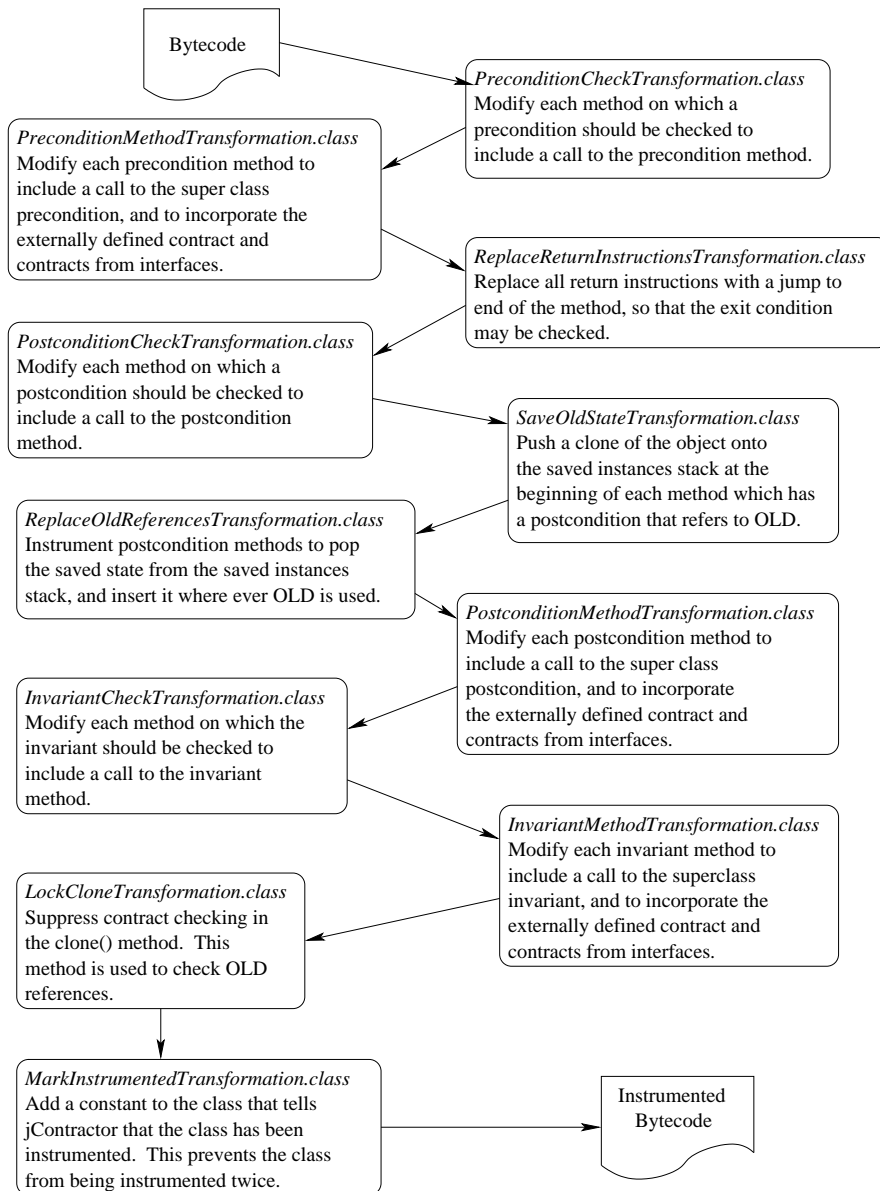 Bytecode
PreconditionCheckTransformation.class
Modify each method on which a
precondition should be checked to
include a call to the precondition method.
PreconditionMethodTransformation.class
Modify each precondition method to
include a call to the super class
precondition, and to incorporate the
externally defined contract and
contracts from interfaces.
ReplaceReturnInstructionsTransformation.class
Replace all return instructions with a jump to
end of the method, so that the exit condition
may be checked.
PostconditionCheckTransformation.class
Modify each method on which a
postcondition should be checked to
include a call to the postcondition
method.
SaveOldStateTransformation.class
Push a clone of the object onto
the saved instances stack at the
beginning of each method which has
a postcondition that refers to OLD.
ReplaceOldReferencesTransformation.class
Instrument postcondition methods to pop
the saved state from the saved instances
stack, and insert it where ever OLD is used.
PostconditionMethodTransformation.class
Modify each postcondition method to
include a call to the super class
postcondition, and to incorporate
the externally defined contract and
contracts from interfaces.
InvariantCheckTransformation.class
Modify each method on which the
invariant should be checked to
include a call to the invariant
method.
InvariantMethodTransformation.class
Modify each invariant method to
include a call to the superclass
invariant, and to incorporate the
externally defined contract and
contracts from interfaces.
LockCloneTransformation.class
Suppress contract checking in
the clone() method.  This
method is used to check OLD
references.
MarkInstrumentedTransformation.class
Add a constant to the class that tells
jContractor that the class has been
instrumented.  This prevents the class
from being instrumented twice.
Instrumented
Bytecode